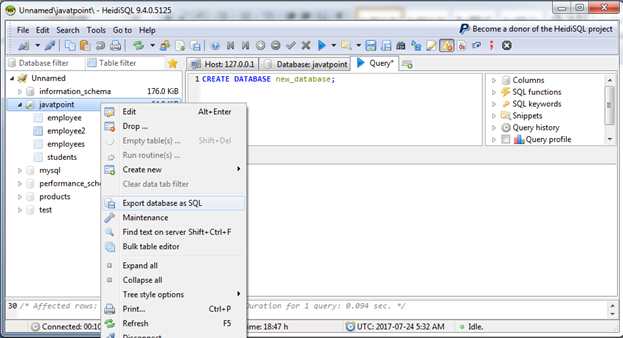 Unnamed\javatpoint\ - HeidiSQL 9.4.0.5125
File Edit Search Tools Go to Help
Become a donor of the HeidiSQL project
Database filter Table filter
Host: 127.0.0.1 Database: javatpoint Query*
Unnamed
information_schema 176.0 KiB
javatpoint
employee
employee2
employees
students
mysql
performance_sche
products
test
1 CREATE DATABASE new_database;
Columns
SQL functions
SQL keywords
Snippets
Query history
Query profile
Edit Alt+Enter
Drop ...
Empty table(s) ... Shift+Del
Run routine(s) ...
Create new
Clear data tab filter
Export database as SQL
Maintenance
Find text on server Shift+Ctrl+F
Bulk table editor
Expand all
Collapse all
Tree style options
Print... Ctrl+P
Refresh F5
Disconnect
30 /* Affected rows: Duration for 1 query: 0.094 sec. */
Connected: 00:10 ime: 18:47 h UTC: 2017-07-24 5:32 AM Idle.